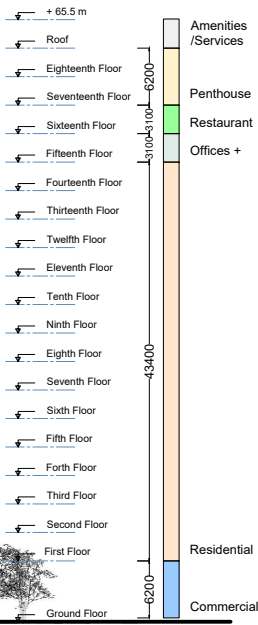 + 65.5 m
Amenities
/Services
Roof
Eighteenth Floor
6200
Seventeenth Floor
Penthouse
Sixteenth Floor
3100
Restaurant
Fifteenth Floor
3100
Offices +
Fourteenth Floor
Thirteenth Floor
Twelfth Floor
Eleventh Floor
Tenth Floor
Ninth Floor
Eighth Floor
43400
Seventh Floor
Sixth Floor
Fifth Floor
Forth Floor
Third Floor
Second Floor
First Floor
Residential
6200
Commercial
Ground Floor